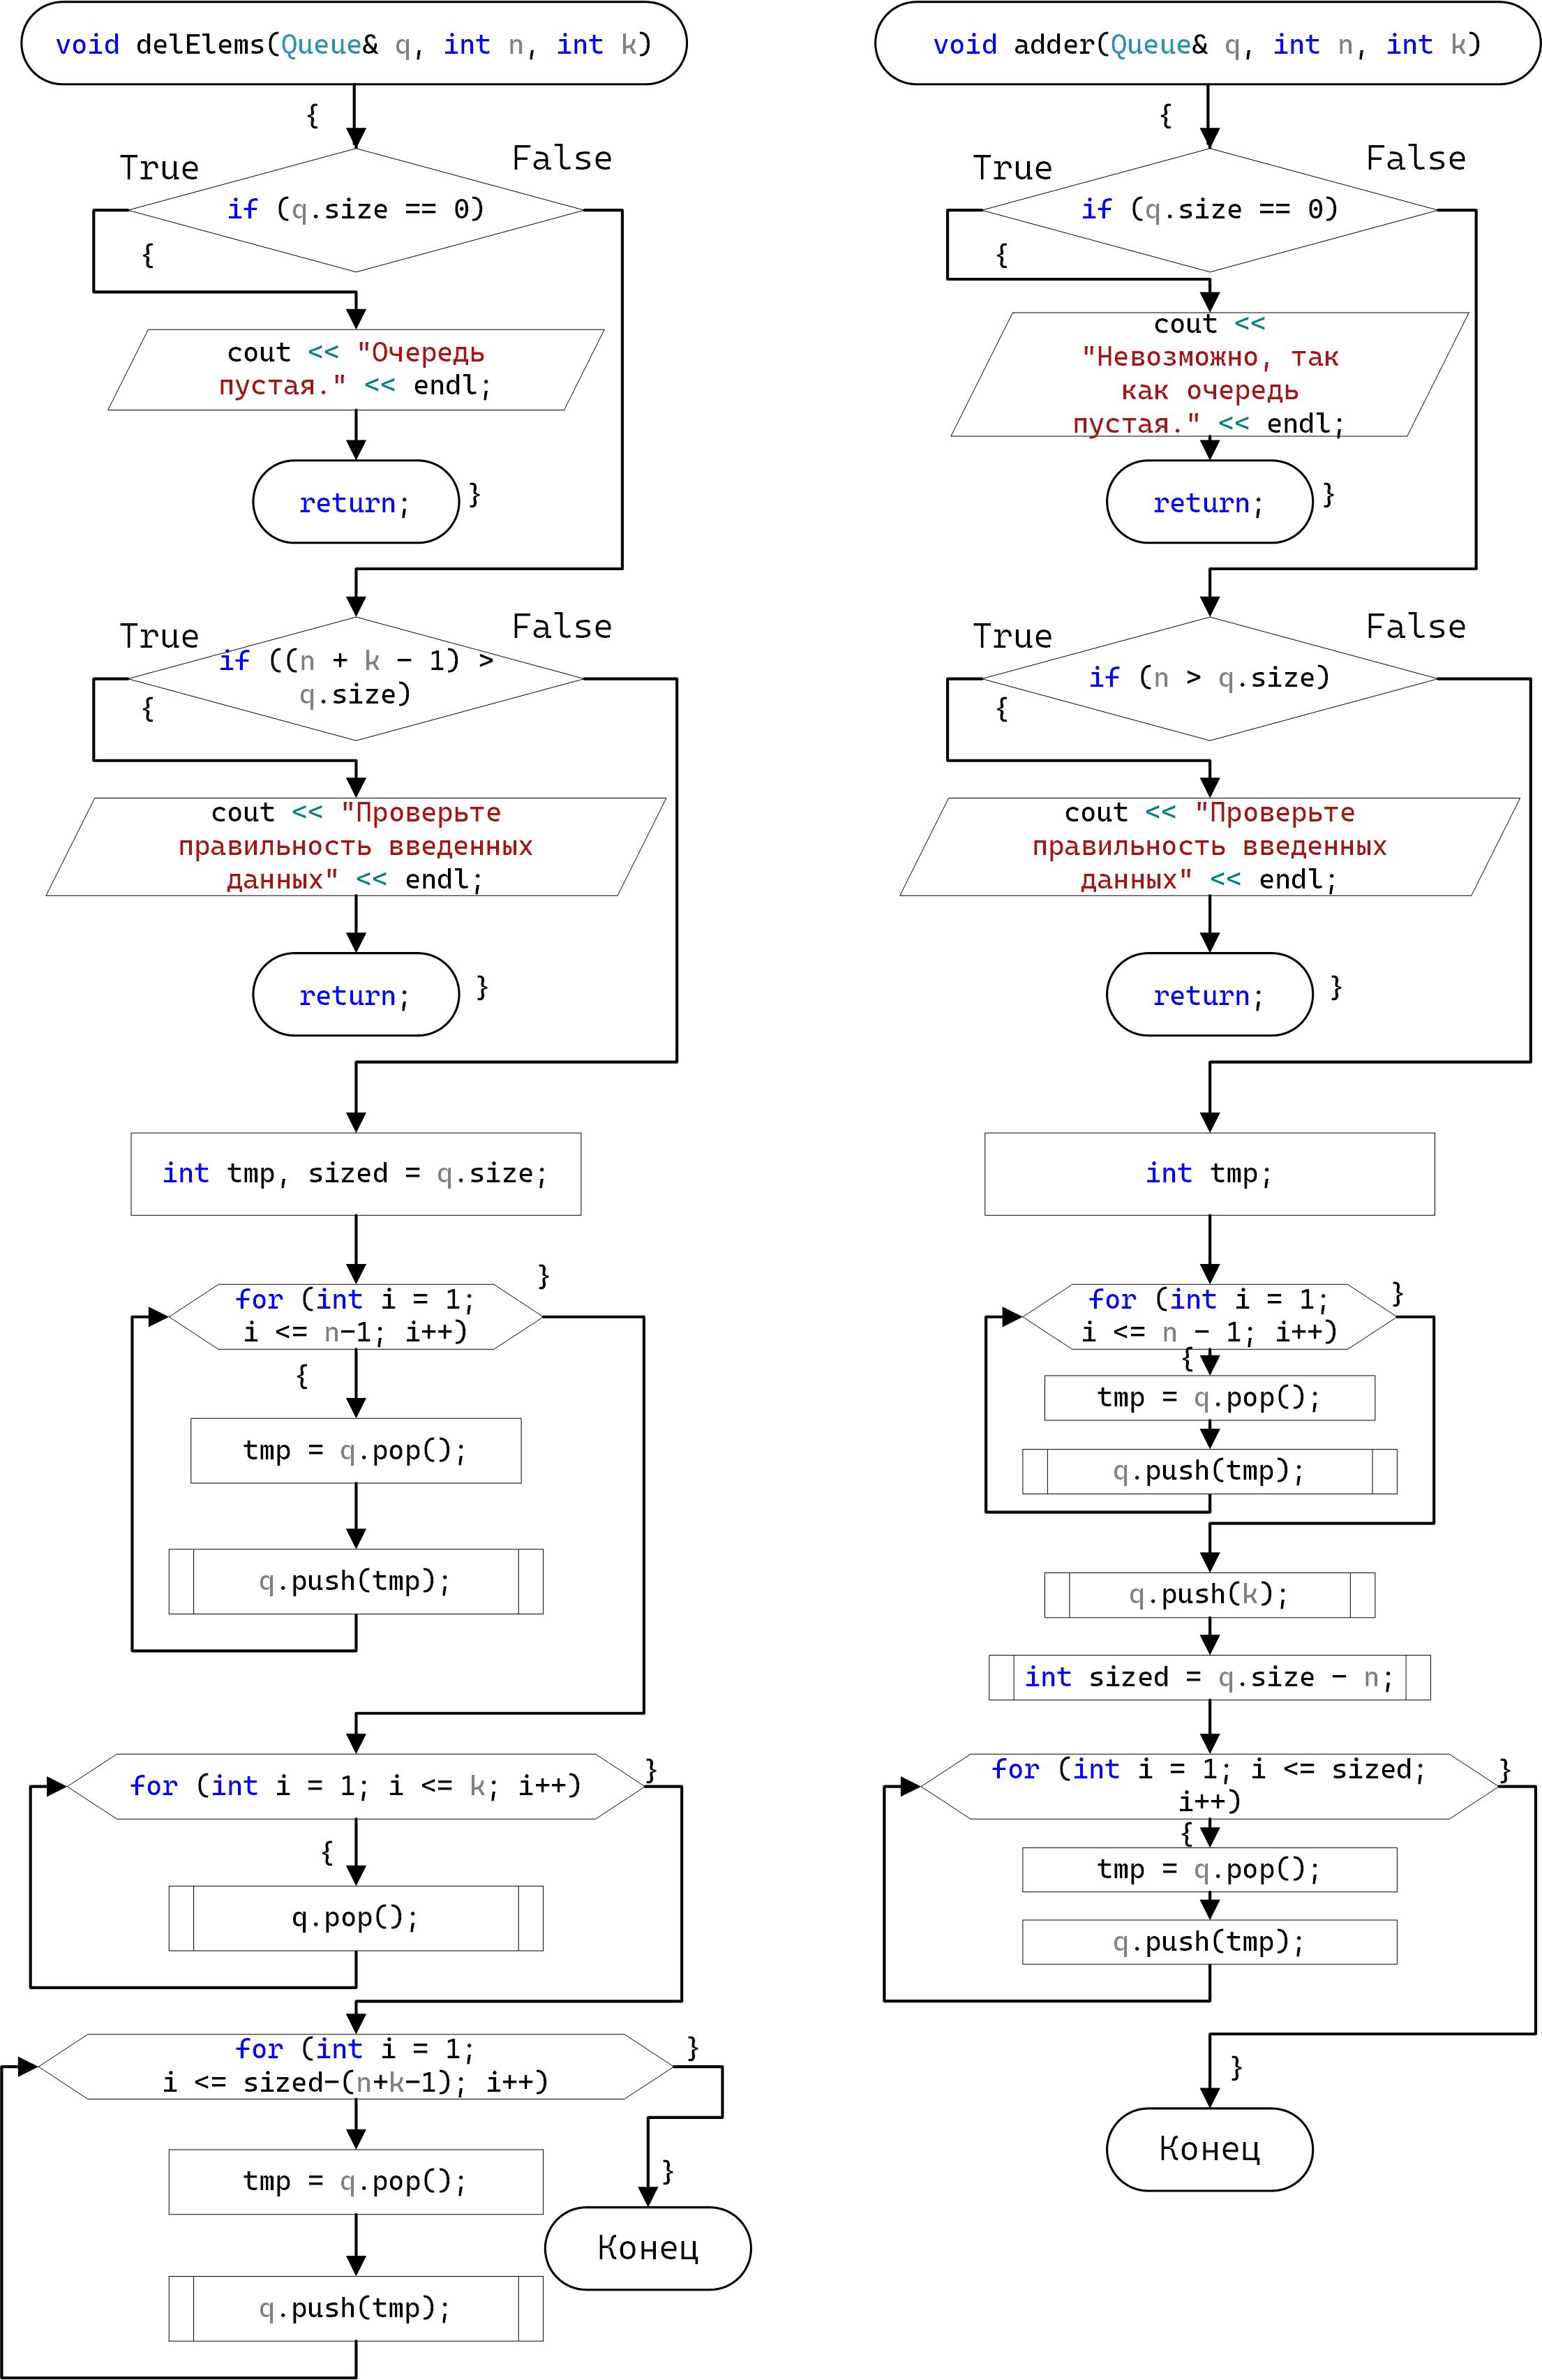 void delElems(Queue& q, int n, int k)
{
True
False
if (q.size == 0)
{
cout << "Очередь
пустая." << endl;
return;
}
True
False
if ((n + k − 1) >
q.size)
{
cout << "Проверьте
правильность введенных
данных" << endl;
return;
}
int tmp, sized = q.size;
}
for (int i = 1;
i <= n−1; i++)
{
tmp = q.pop();
q.push(tmp);
}
for (int i = 1; i <= k; i++)
{
q.pop();
}
for (int i = 1;
i <= sized−(n+k−1); i++)
tmp = q.pop();
q.push(tmp);
}
Конец
void adder(Queue& q, int n, int k)
{
True
False
if (q.size == 0)
{
cout <<
"Невозможно, так
как очередь
пустая." << endl;
return;
}
True
False
if (n > q.size)
{
cout << "Проверьте
правильность введенных
данных" << endl;
return;
}
int tmp;
}
for (int i = 1;
i <= n − 1; i++)
{
tmp = q.pop();
q.push(tmp);
q.push(k);
int sized = q.size − n;
}
for (int i = 1; i <= sized;
i++)
{
tmp = q.pop();
q.push(tmp);
}
Конец